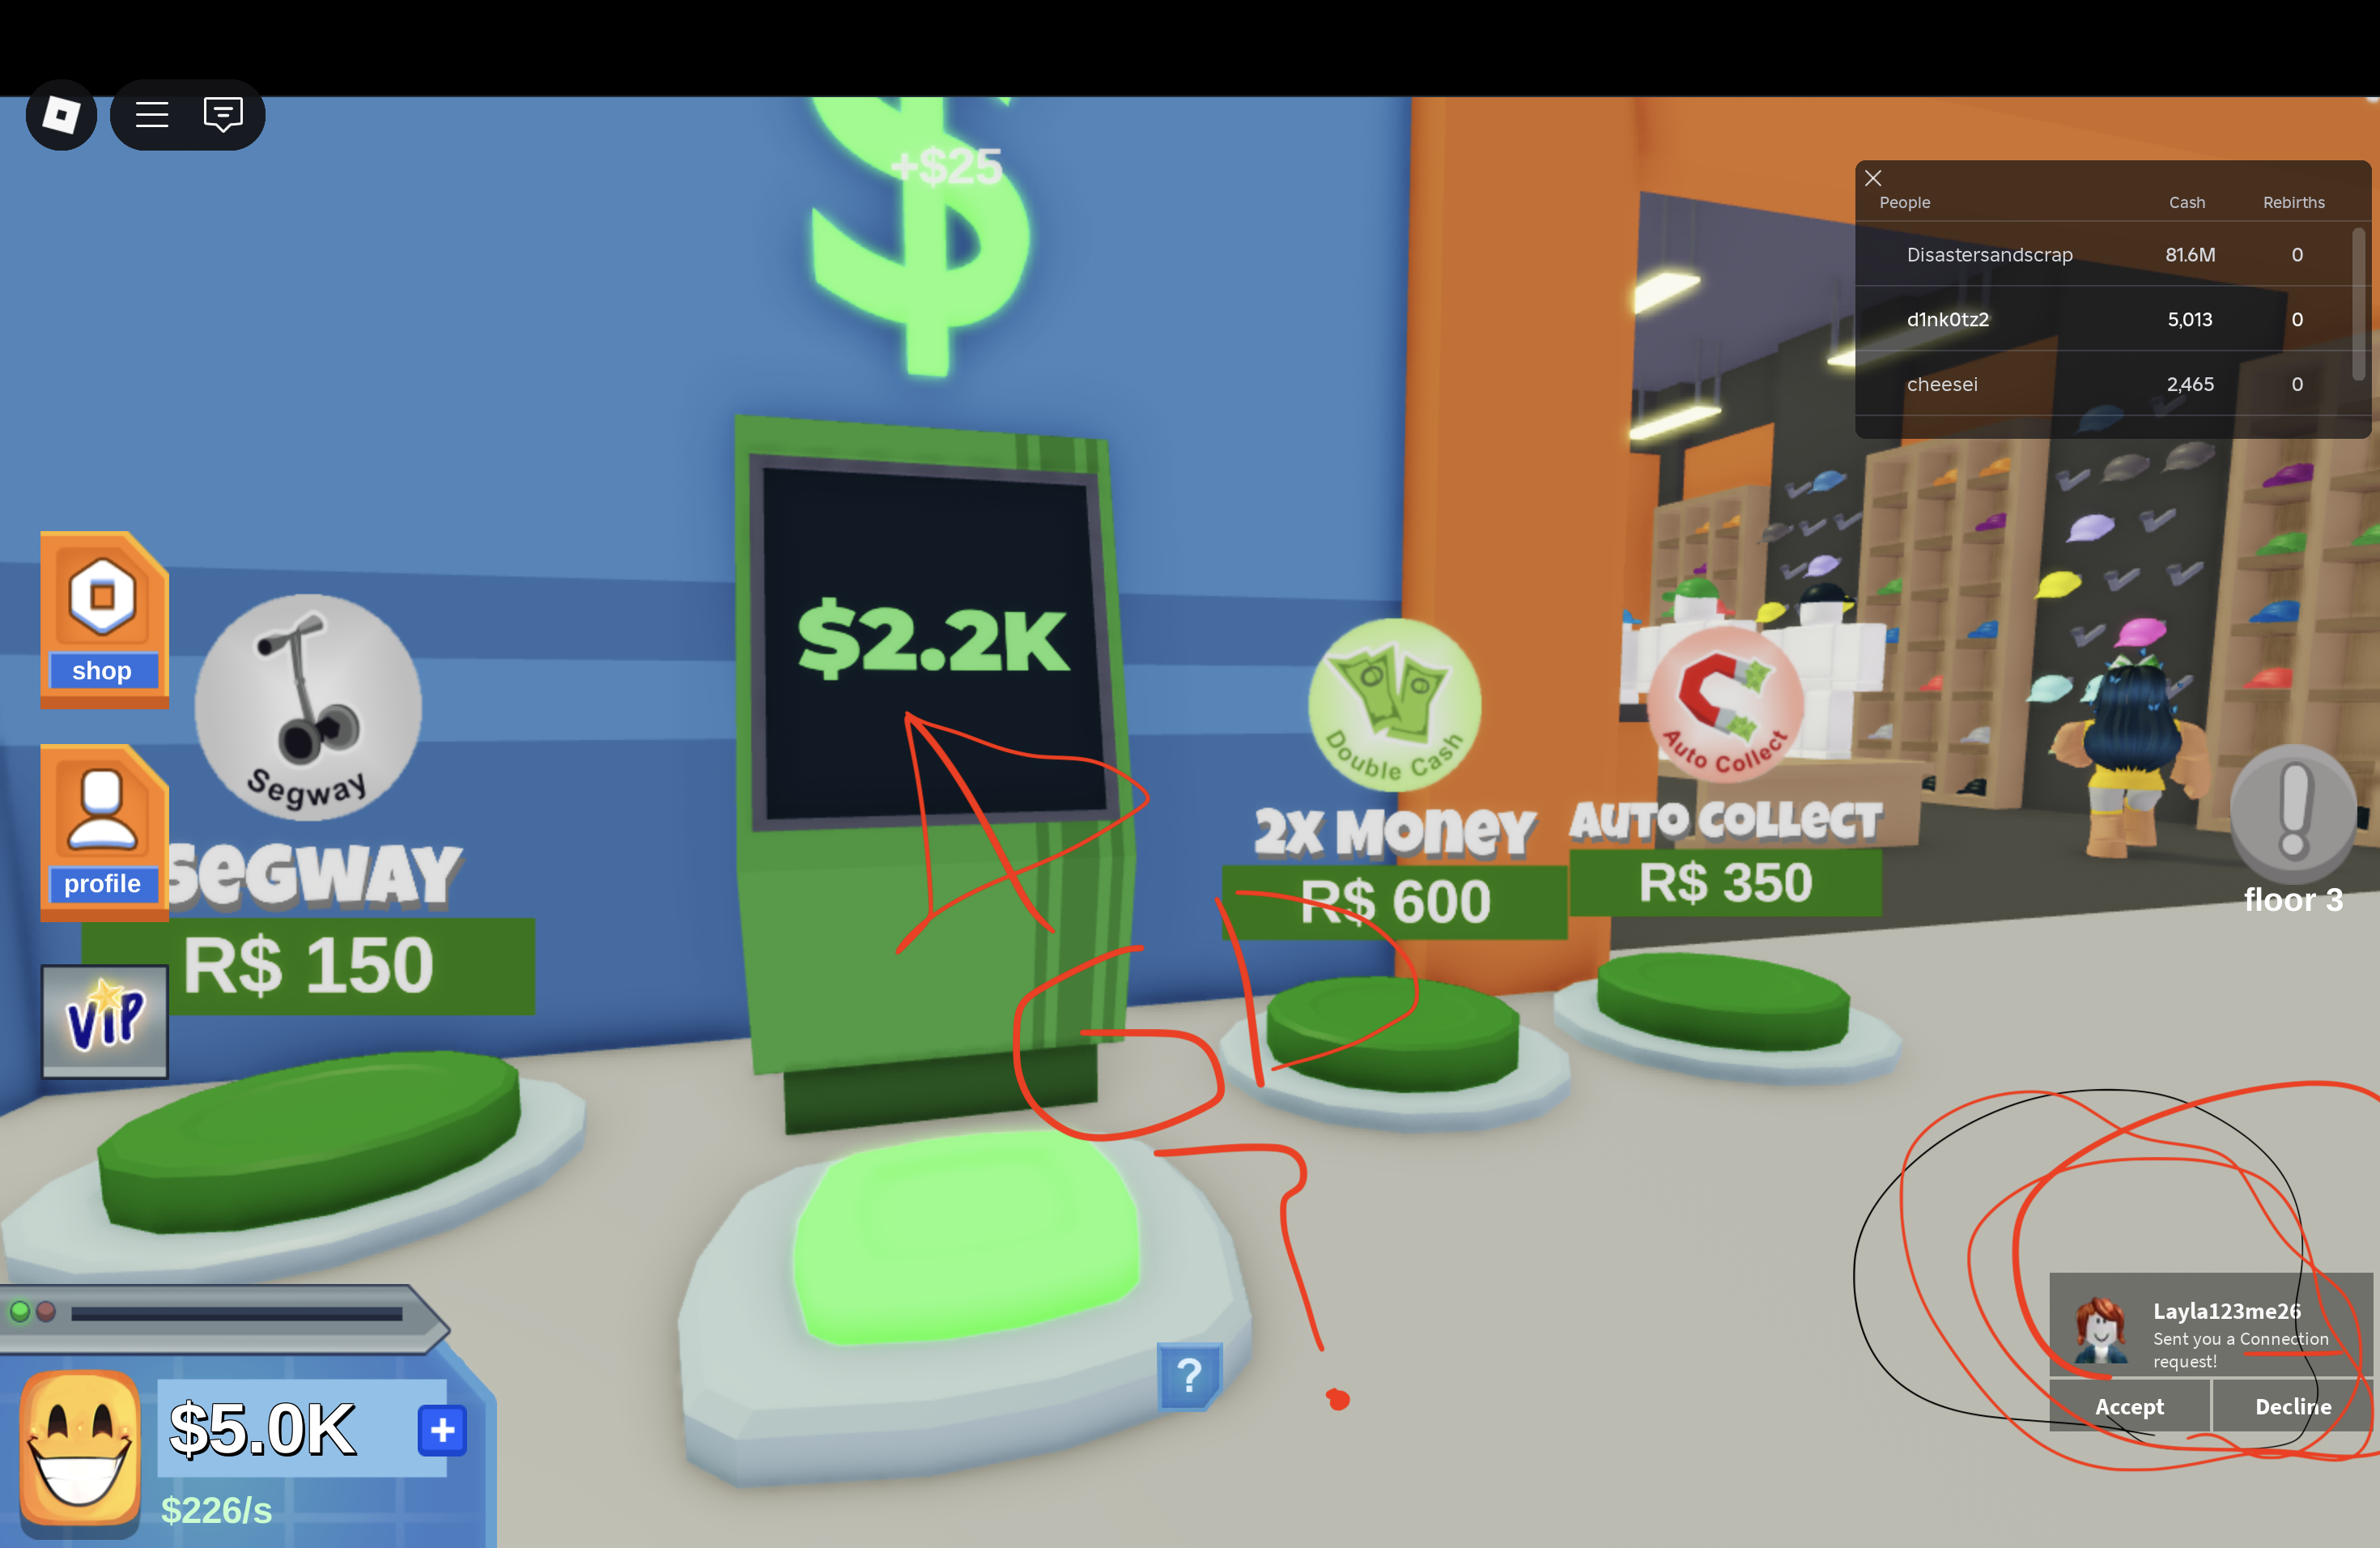 +$25
People Cash Rebirths
Disastersandscrap 81.6M 0
d1nk0tz2 5,013 0
cheesei 2,465 0
$2.2K
shop
Segway
SEGWAY
R$ 150
profile
VIP
Double Cash
2X Money
R$ 600
Auto Collect
AUTO COLLECT
R$ 350
floor 3
Layla123me26
Sent you a Connection
request!
Accept Decline
?
$5.0K +
$226/s